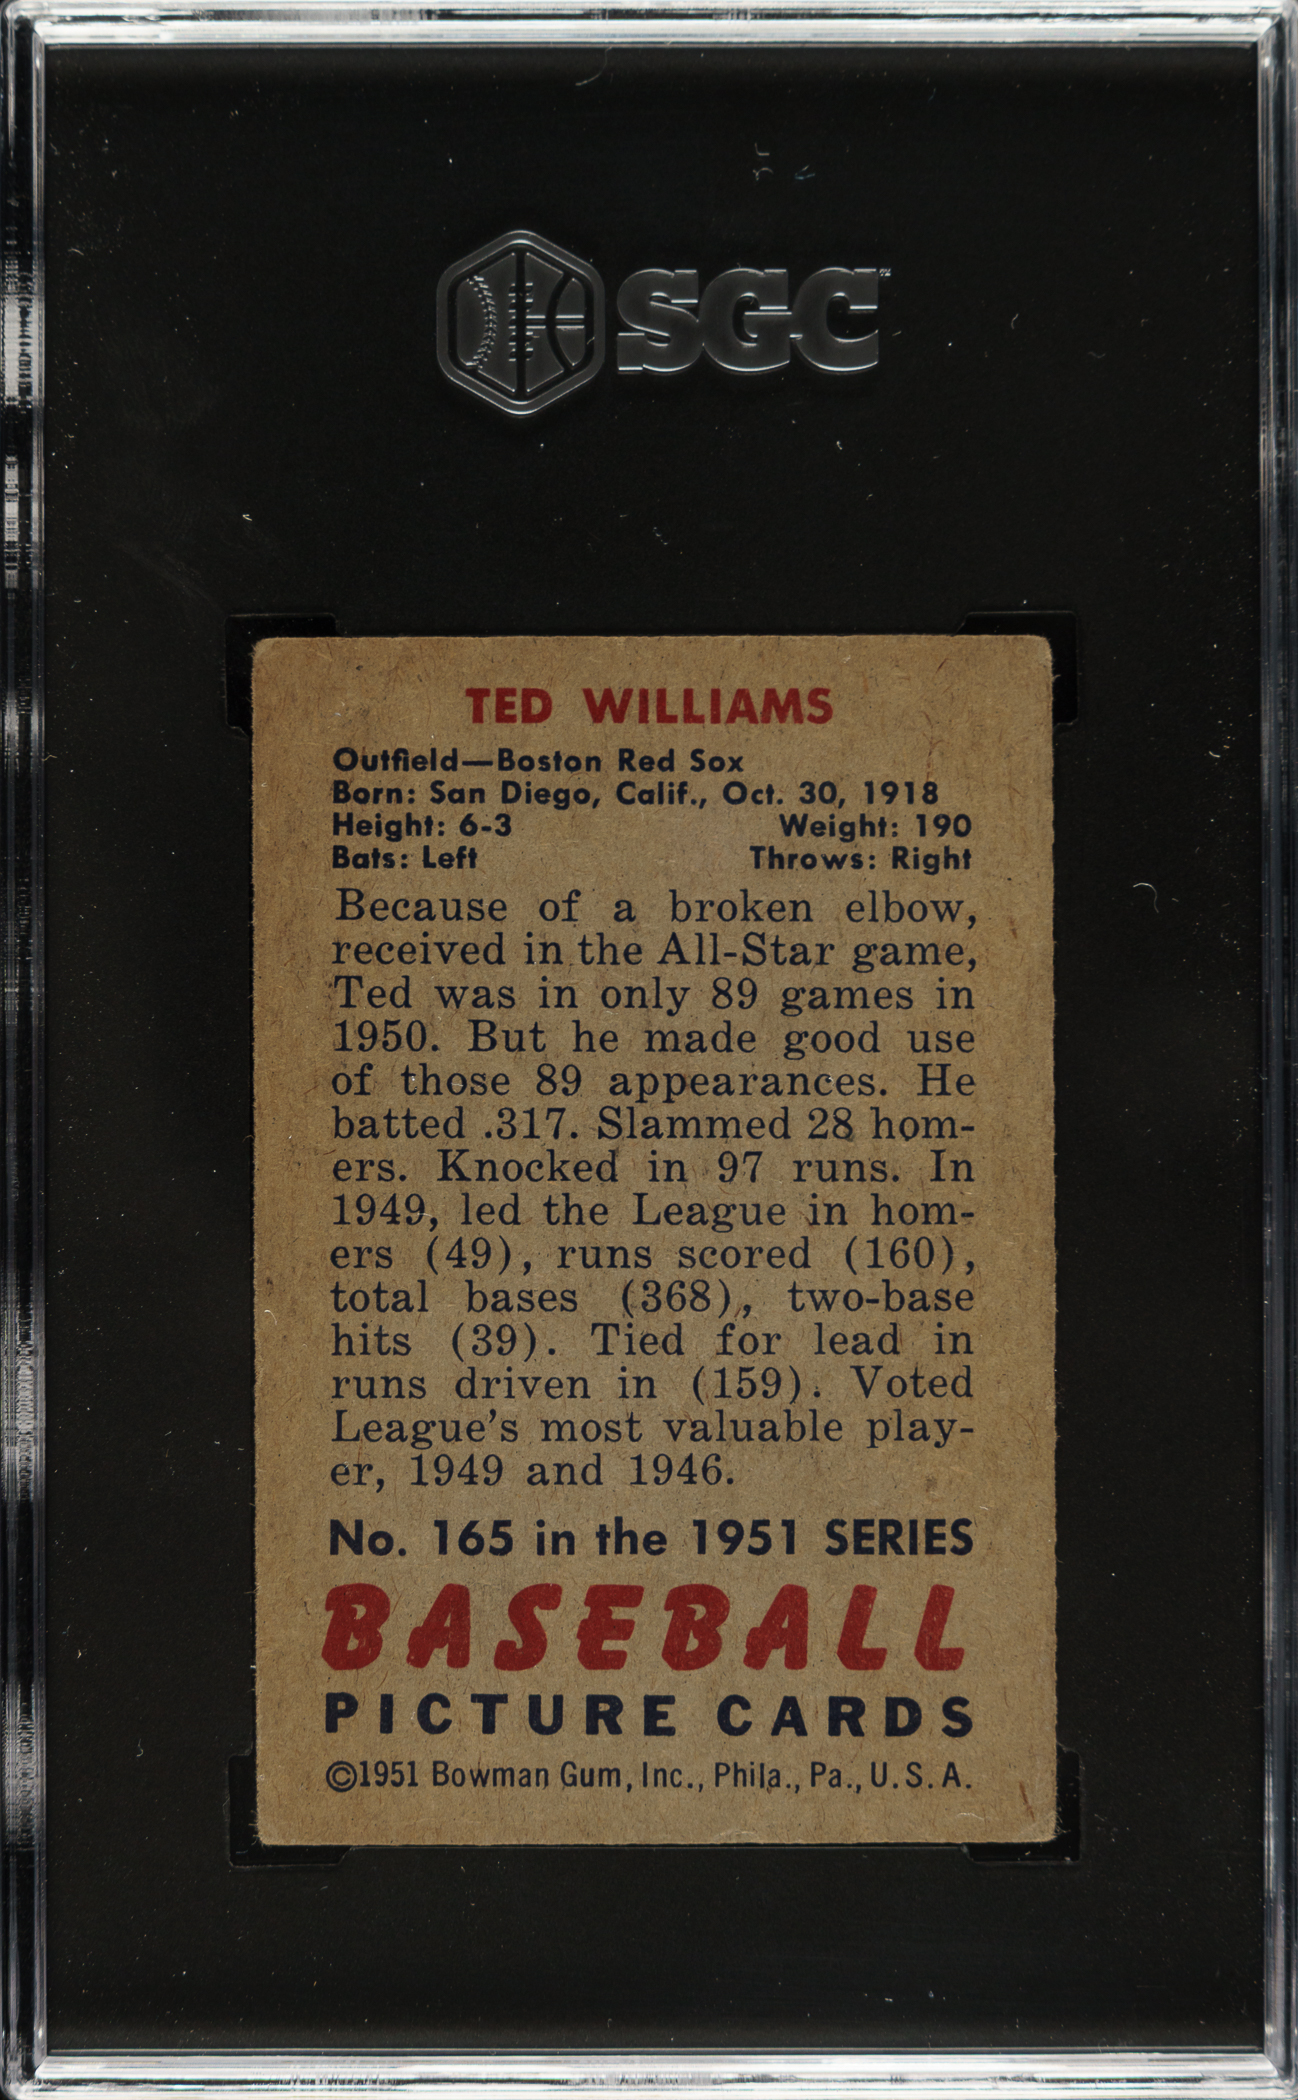 SGC™
TED WILLIAMS
Outfield—Boston Red Sox
Born: San Diego, Calif., Oct. 30, 1918
Height: 6-3 Weight: 190
Bats: Left Throws: Right
Because of a broken elbow,
received in the All-Star game,
Ted was in only 89 games in
1950. But he made good use
of those 89 appearances. He
batted .317. Slammed 28 hom-
ers. Knocked in 97 runs. In
1949, led the League in hom-
ers (49), runs scored (160),
total bases (368), two-base
hits (39). Tied for lead in
runs driven in (159). Voted
League's most valuable play-
er, 1949 and 1946.
No. 165 in the 1951 SERIES
BASEBALL
PICTURE CARDS
©1951 Bowman Gum, Inc., Phila., Pa., U.S.A.